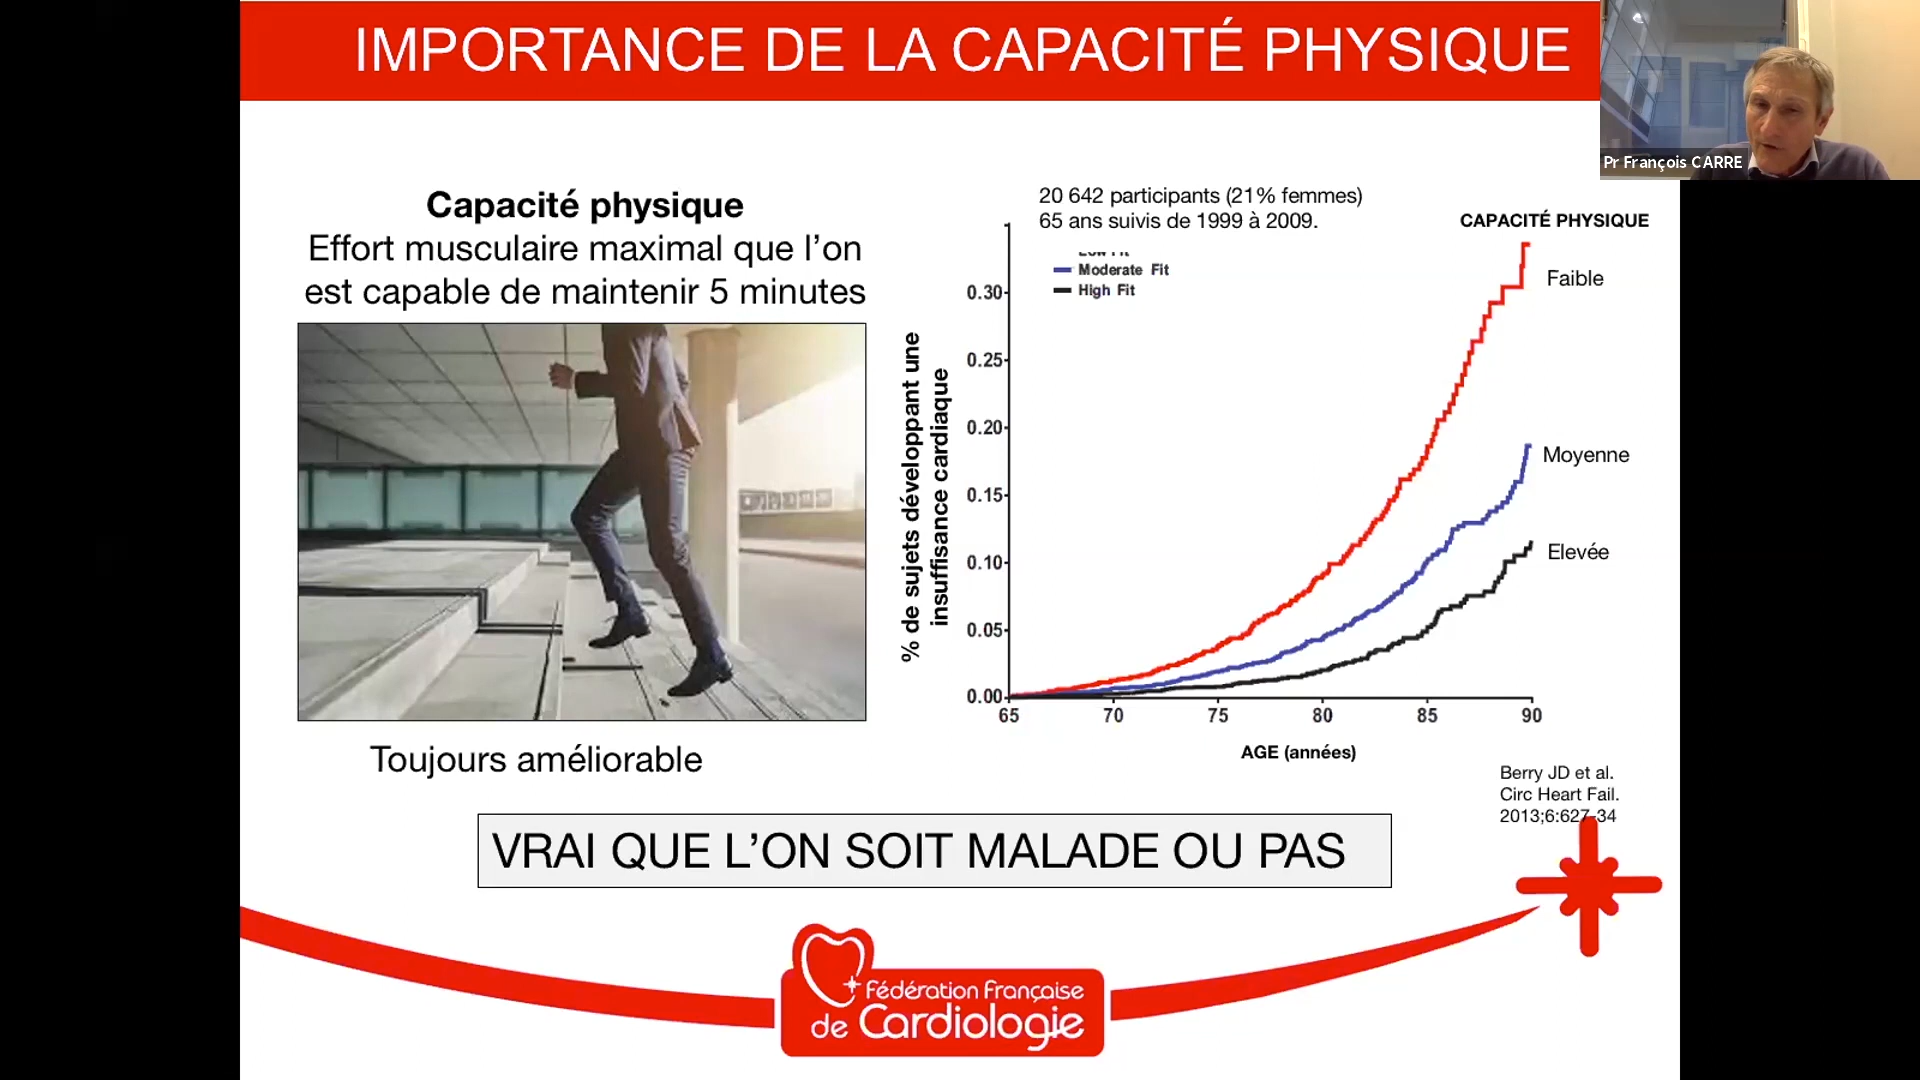 IMPORTANCE DE LA CAPACITÉ PHYSIQUE
Pr François CARRE
Capacité physique
Effort musculaire maximal que l’on
est capable de maintenir 5 minutes
Toujours améliorable
20 642 participants (21% femmes)
65 ans suivis de 1999 à 2009.
CAPACITÉ PHYSIQUE
Moderate Fit
High Fit
Faible
Moyenne
Elevée
% de sujets développant une
insuffisance cardiaque
0.30
0.25
0.20
0.15
0.10
0.05
0.00
65 70 75 80 85 90
AGE (années)
Berry JD et al.
Circ Heart Fail.
2013;6:627-34
VRAI QUE L’ON SOIT MALADE OU PAS
Fédération Française
de Cardiologie